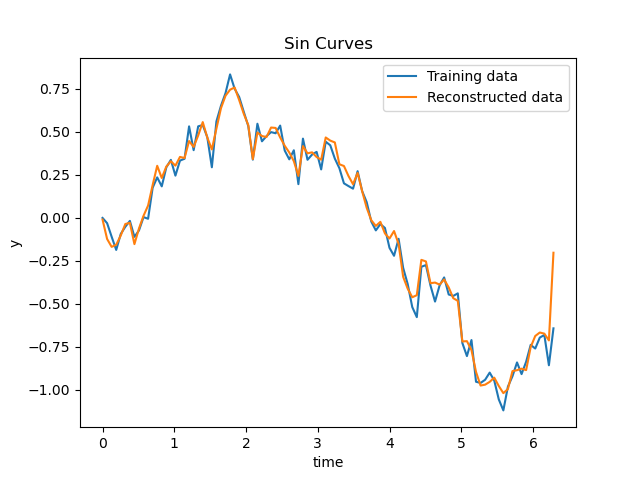 Sin Curves
Training data
Reconstructed data
0.75
0.50
0.25
0.00
−0.25
−0.50
−0.75
−1.00
y
0 1 2 3 4 5 6
time